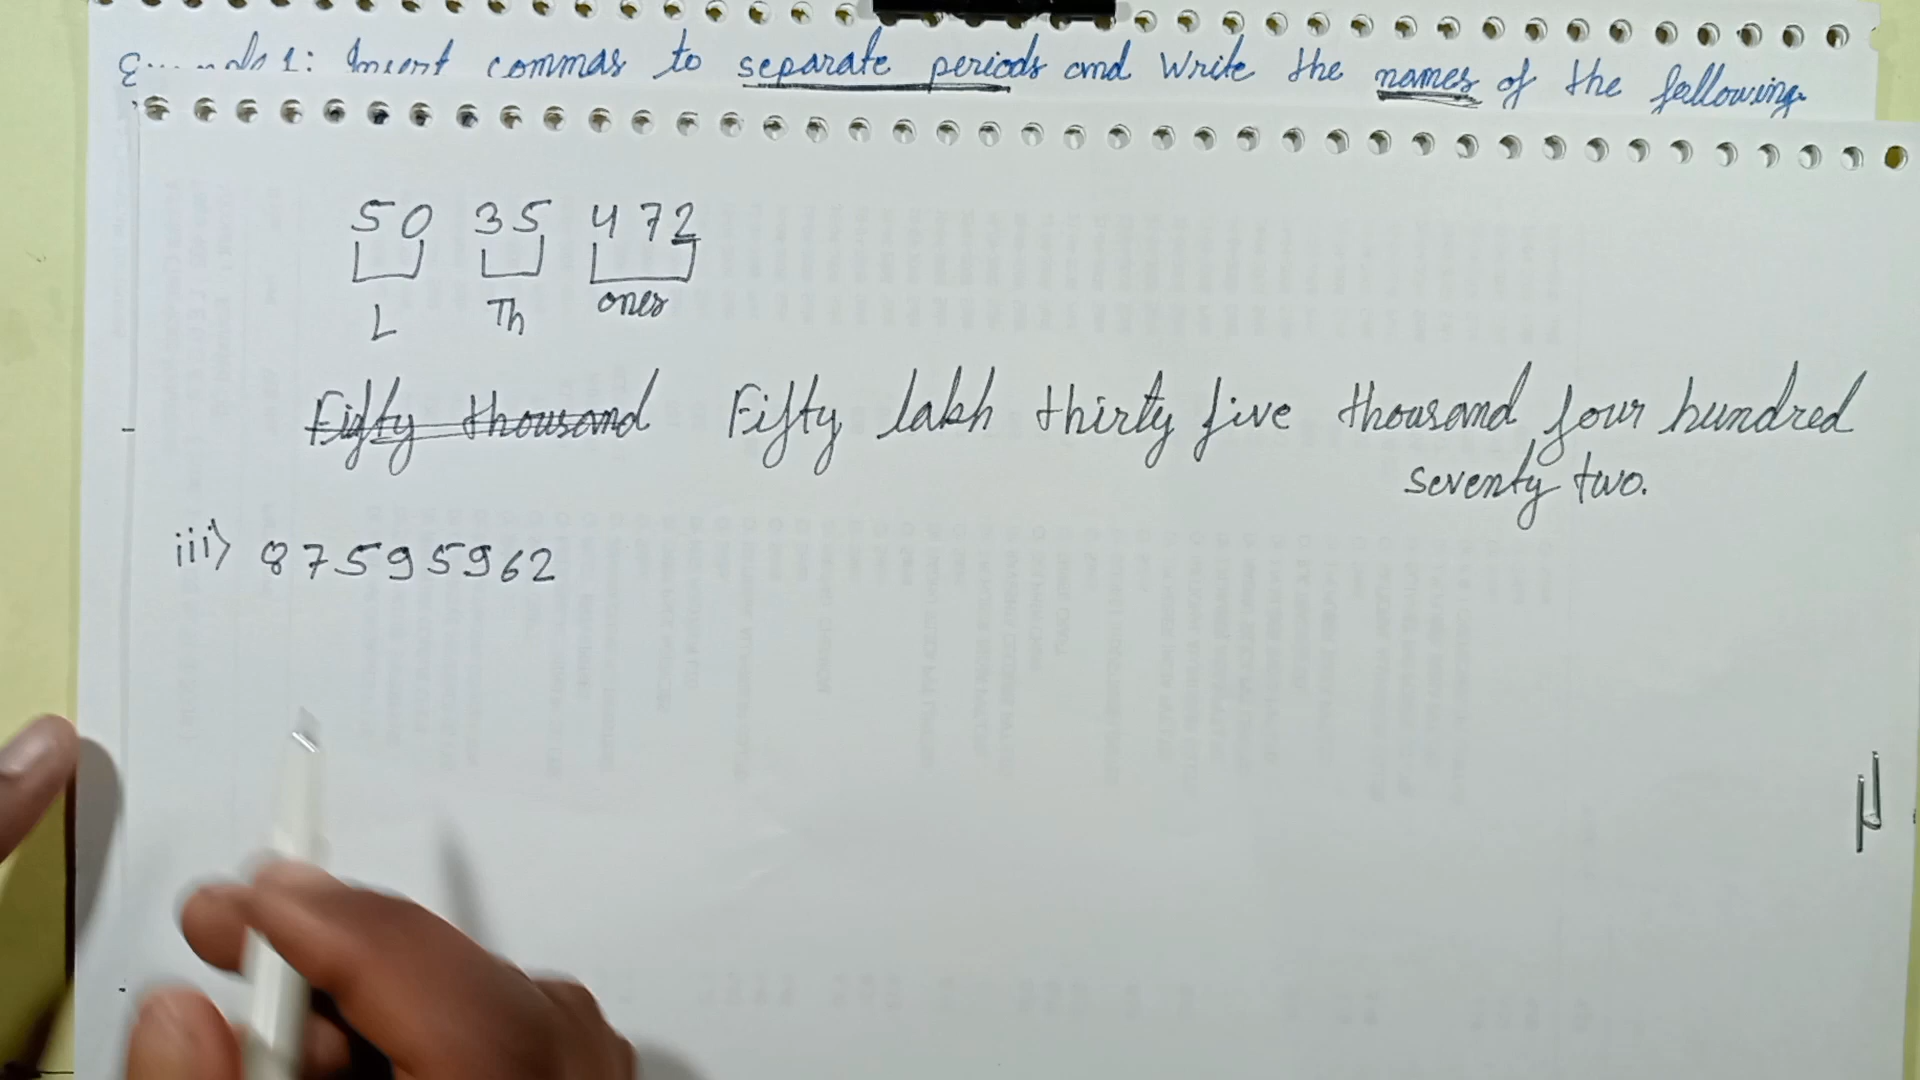 1: Insert commas to separate periods and Write the names of the following
50 35 472
L Th ones
Fifty thousand Fifty lakh thirty five thousand four hundred
seventy two.
iii) 87595962